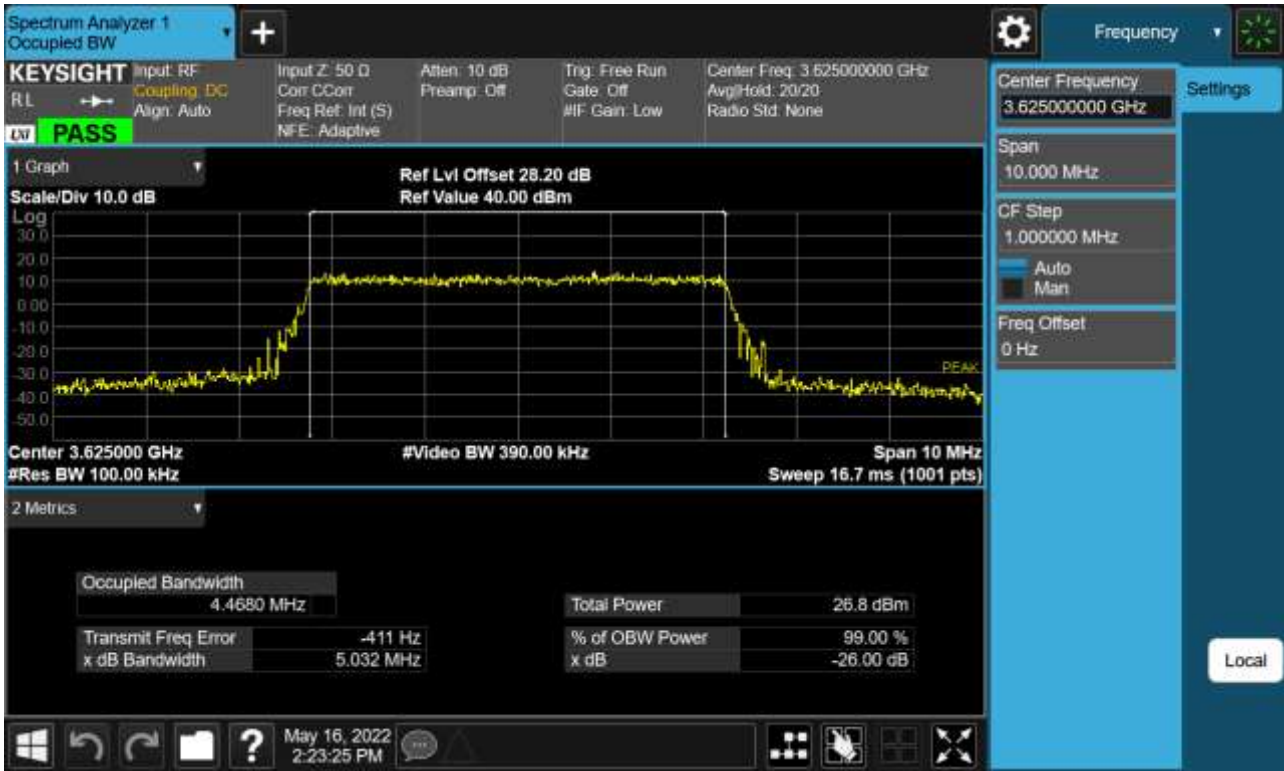 Spectrum Analyzer 1
Occupied BW
Frequency
KEYSIGHT
RL
LXI
PASS
Input: RF
Coupling: DC
Align: Auto
Input Z: 50 Ω
Corr CCorr
Freq Ref: Int (S)
NFE: Adaptive
Atten: 10 dB
Preamp: Off
Trig: Free Run
Gate: Off
#IF Gain: Low
Center Freq: 3.625000000 GHz
Avg|Hold: 20/20
Radio Std: None
Center Frequency
3.625000000 GHz
Settings
Span
10.000 MHz
CF Step
1.000000 MHz
Auto
Man
Freq Offset
0 Hz
Local
1 Graph
Scale/Div 10.0 dB
Ref Lvl Offset 28.20 dB
Ref Value 40.00 dBm
Log
30.0
20.0
10.0
0.00
-10.0
-20.0
-30.0
-40.0
-50.0
PEAK
Center 3.625000 GHz
#Video BW 390.00 kHz
Span 10 MHz
#Res BW 100.00 kHz
Sweep 16.7 ms (1001 pts)
2 Metrics
Occupied Bandwidth
4.4680 MHz
Total Power 26.8 dBm
Transmit Freq Error -411 Hz
% of OBW Power 99.00 %
x dB Bandwidth 5.032 MHz
x dB -26.00 dB
?
May 16, 2022
2:23:25 PM